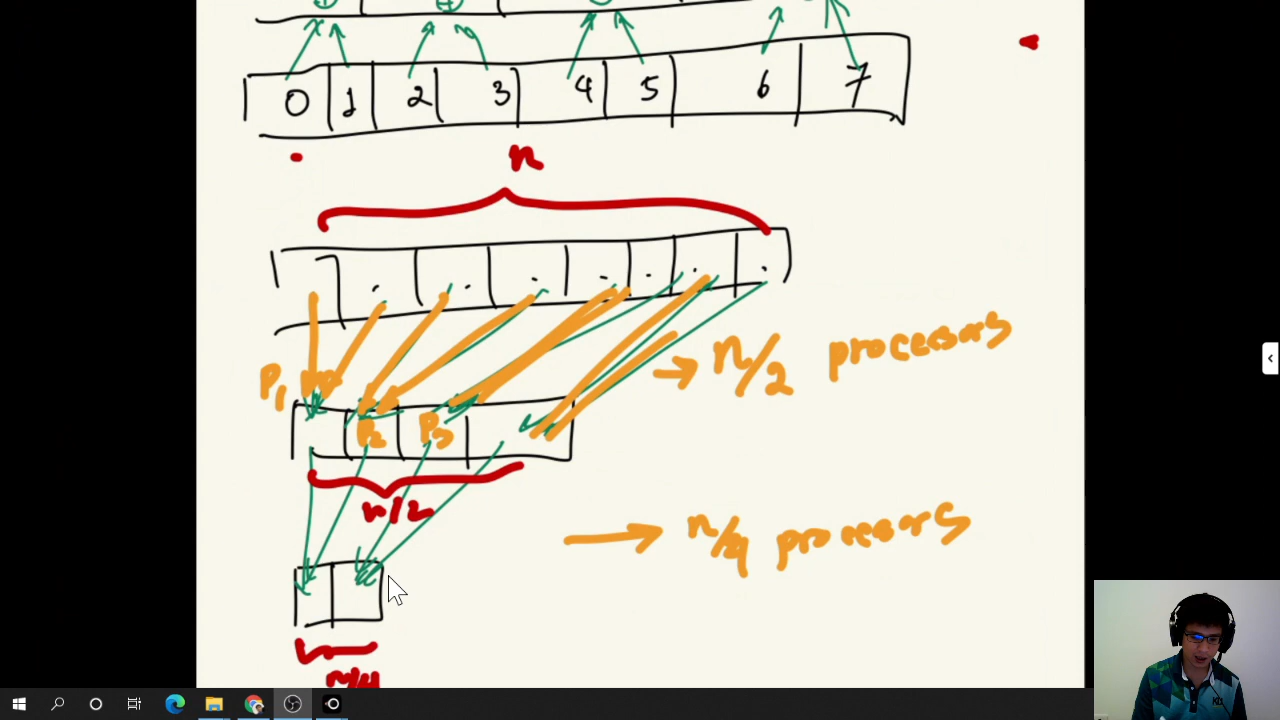 0 1 2 3 4 5 6 7
n
n/2 processors
P1
P2 P3
n/2
n/4 processors
n/4